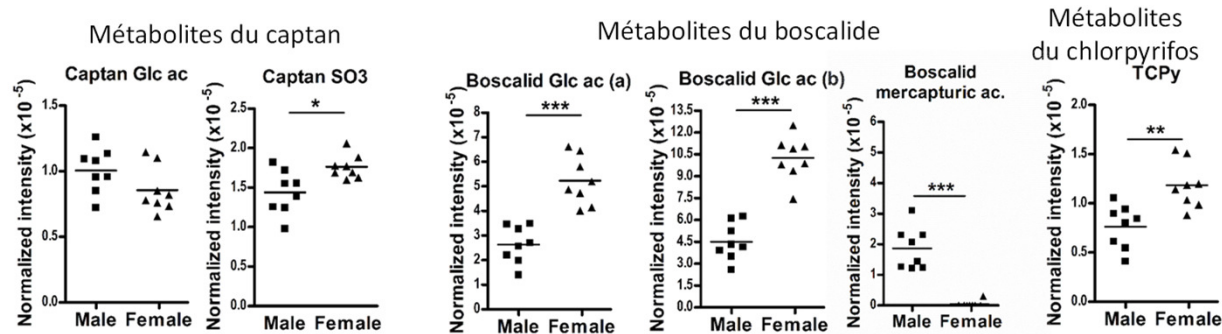 Métabolites du captan
Captan Glc ac
Normalized intensity (x10⁻⁵)
1.5
1.0
0.5
0.0
Male Female
Captan SO3
Normalized intensity (x10⁻⁵)
2.5
2.0
1.5
1.0
0.5
0.0
*
Male Female
Métabolites du boscalide
Boscalid Glc ac (a)
Normalized intensity (x10⁻⁵)
8
7
6
5
4
3
2
1
0
***
Male Female
Boscalid Glc ac (b)
Normalized intensity (x10⁻⁵)
13.5
12.0
10.5
9.0
7.5
6.0
4.5
3.0
1.5
0.0
***
Male Female
Boscalid
mercapturic ac.
Normalized intensity (x10⁻⁵)
6
5
4
3
2
1
0
***
Male Female
Métabolites
du chlorpyrifos
TCPy
Normalized intensity (x10⁻⁵)
2.0
1.5
1.0
0.5
0.0
**
Male Female